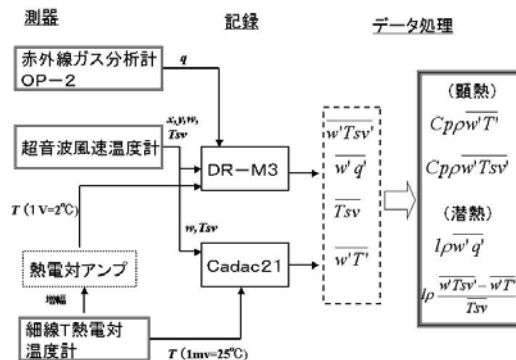 測器
記録
データ処理
赤外線ガス分析計
OP－2
q
x,y,w,
Tsv
超音波風速温度計
DR－M3
T（1V=2℃）
w,Tsv
熱電対アンプ
増幅
Cadac21
細線T熱電対
温度計
T（1mv=25℃）
w'Tsv'
w'q'
Tsv
w'T'
（顕熱）
Cpρw'T'
Cpρw'Tsv'
（潜熱）
lρw'q'
lρ w'Tsv'－w'T'
Tsv